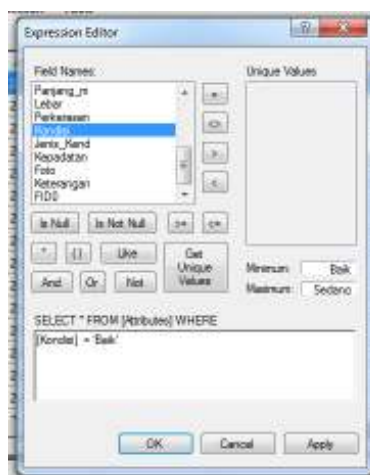 Expression Editor
Field Names:
Unique Values
Panjang_m
Lebar
Perkerasan
Kondisi
Jenis_Kend
Kepadatan
Foto
Keterangan
FID0
=
<>
>
<
Is Null
Is Not Null
>=
<=
( )
Like
Get Unique Values
And
Or
Not
Minimum:
Baik
Maximum:
Sedang
SELECT * FROM [Attributes] WHERE
[Kondisi] = 'Baik'
OK
Cancel
Apply